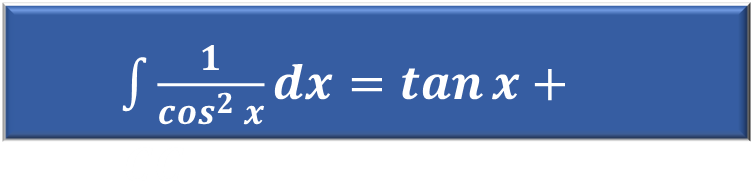 ∫ 1/cos² x dx = tan x +